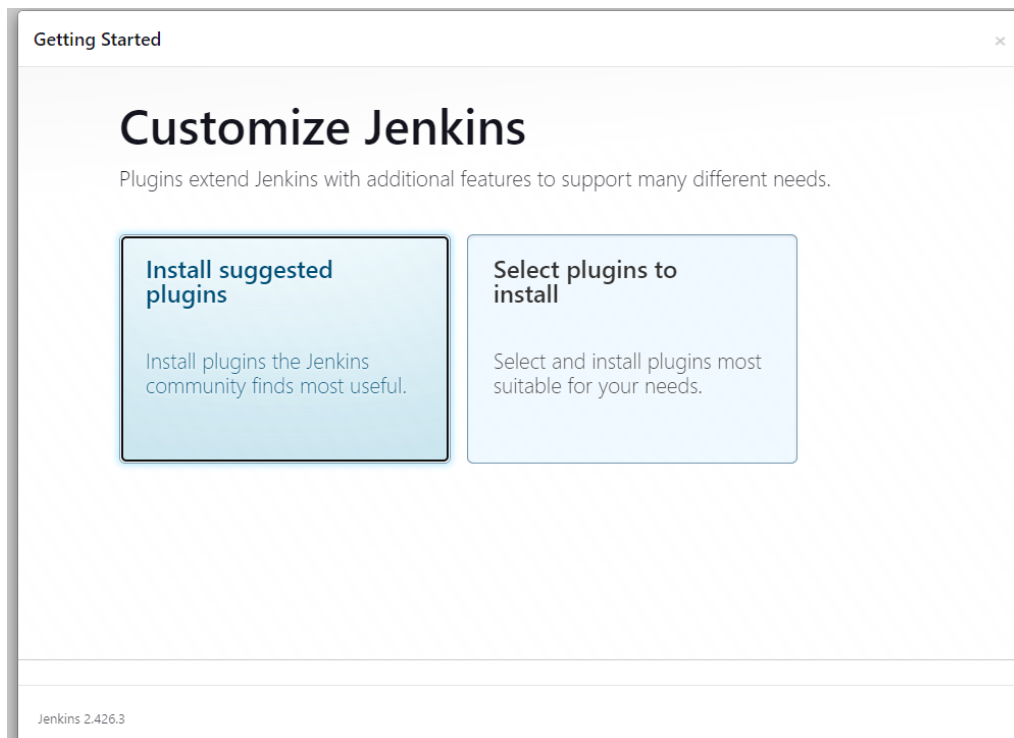 Getting Started
×
Customize Jenkins
Plugins extend Jenkins with additional features to support many different needs.
Install suggested
plugins
Install plugins the Jenkins
community finds most useful.
Select plugins to
install
Select and install plugins most
suitable for your needs.
Jenkins 2.426.3